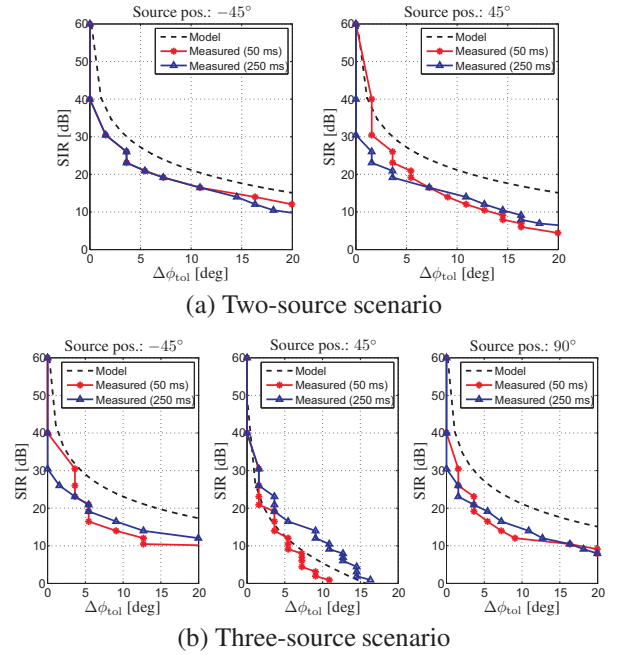 Source pos.: −45°
Source pos.: 45°
SIR [dB]
60
50
40
30
20
10
0
Model
Measured (50 ms)
Measured (250 ms)
0 5 10 15 20
Δϕtol [deg]
60
50
40
30
20
10
0
SIR [dB]
Model
Measured (50 ms)
Measured (250 ms)
0 5 10 15 20
Δϕtol [deg]
(a) Two-source scenario
Source pos.: −45°
Source pos.: 45°
Source pos.: 90°
SIR [dB]
60
50
40
30
20
10
0
Model
Measured (50 ms)
Measured (250 ms)
0 5 10 15 20
Δϕtol [deg]
SIR [dB]
60
50
40
30
20
10
0
Model
Measured (50 ms)
Measured (250 ms)
0 5 10 15 20
Δϕtol [deg]
SIR [dB]
60
50
40
30
20
10
0
Model
Measured (50 ms)
Measured (250 ms)
0 5 10 15 20
Δϕtol [deg]
(b) Three-source scenario